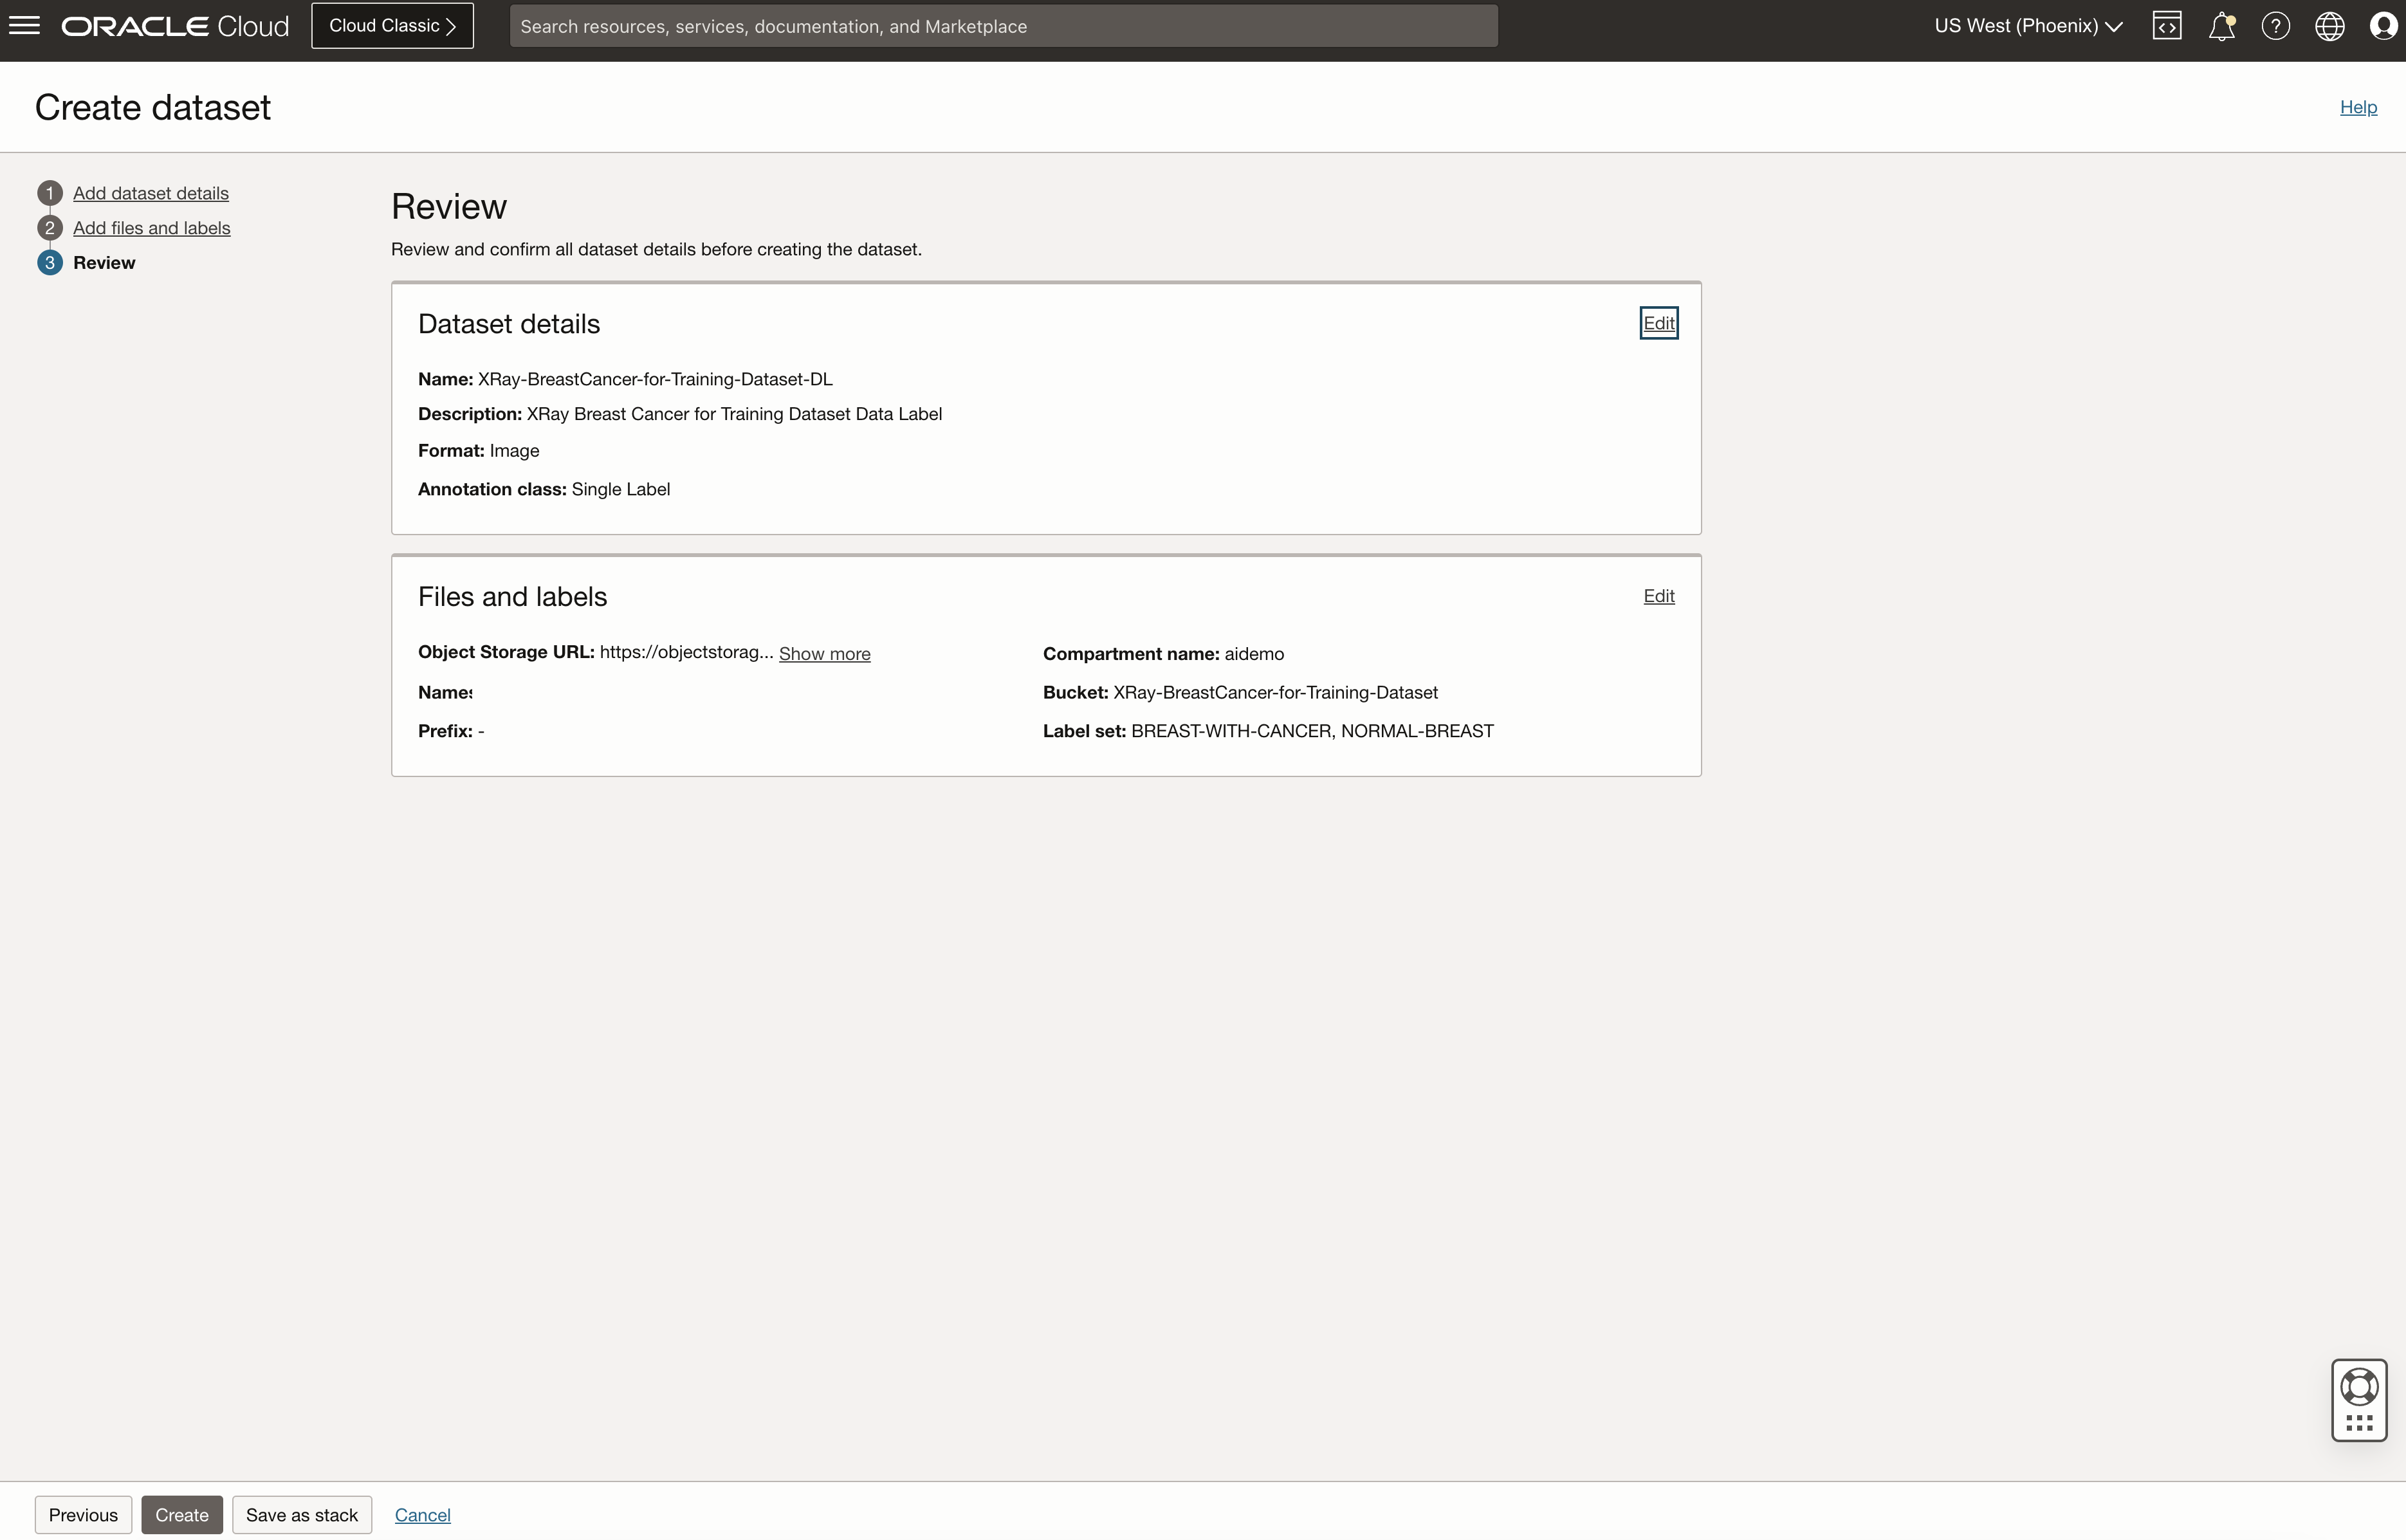 ORACLE Cloud Cloud Classic Search resources, services, documentation, and Marketplace US West (Phoenix)
Create dataset Help
1 Add dataset details
2 Add files and labels
3 Review
Review
Review and confirm all dataset details before creating the dataset.
Dataset details Edit
Name: XRay-BreastCancer-for-Training-Dataset-DL
Description: XRay Breast Cancer for Training Dataset Data Label
Format: Image
Annotation class: Single Label
Files and labels Edit
Object Storage URL: https://objectstorag... Show more
Compartment name: aidemo
Bucket: XRay-BreastCancer-for-Training-Dataset
Prefix: -
Label set: BREAST-WITH-CANCER, NORMAL-BREAST
Previous Create Save as stack Cancel